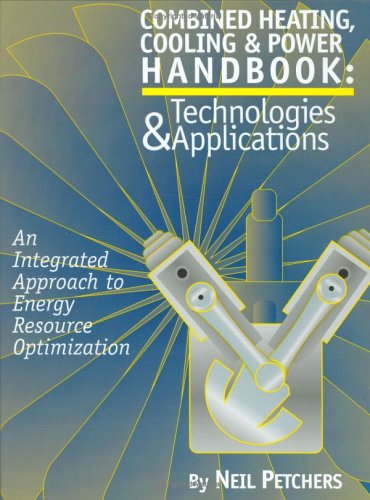 COMBINED HEATING,
COOLING & POWER
HANDBOOK:
Technologies
& Applications
An
Integrated
Approach to
Energy
Resource
Optimization
By NEIL PETCHERS